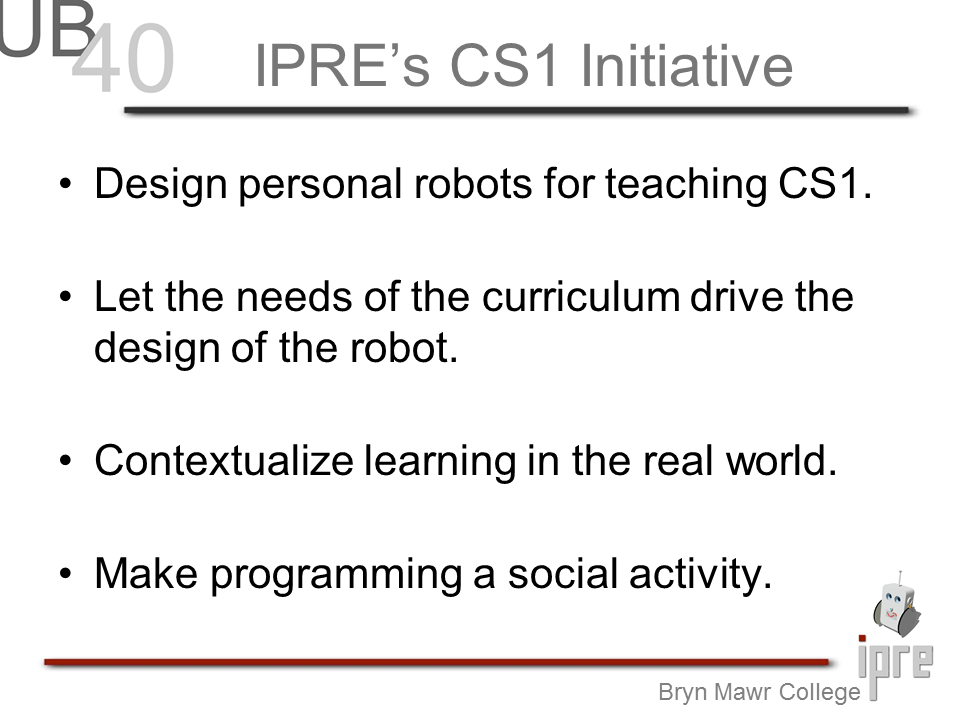 UB
40
IPRE’s CS1 Initiative
• Design personal robots for teaching CS1.
• Let the needs of the curriculum drive the
design of the robot.
• Contextualize learning in the real world.
• Make programming a social activity.
ipre
Bryn Mawr College